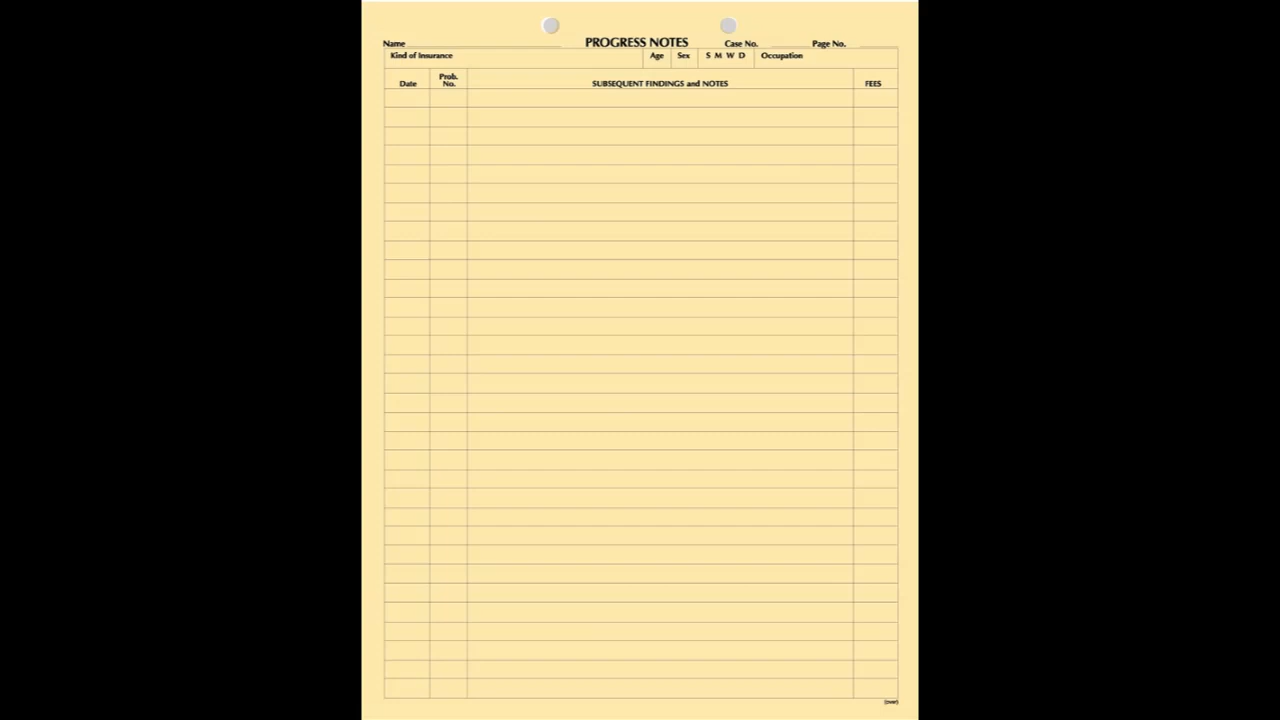 Name PROGRESS NOTES Case No. Page No.
Kind of Insurance Age Sex S M W D Occupation
Date Prob. No. SUBSEQUENT FINDINGS and NOTES FEES
(over)